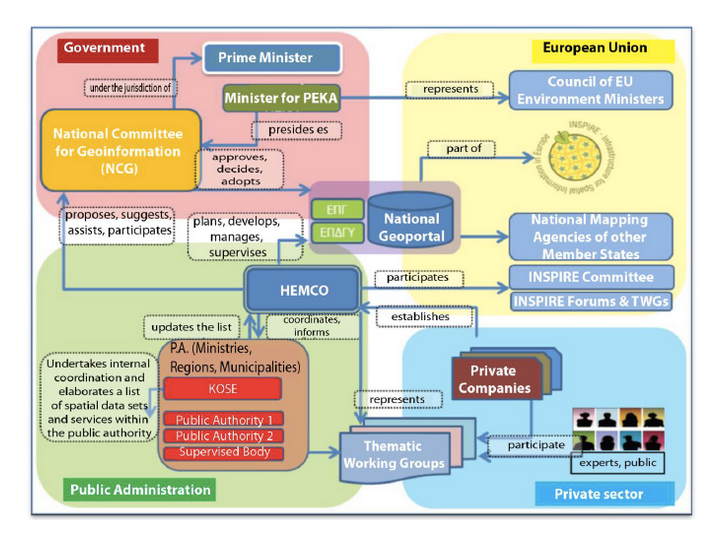 Government
Prime Minister
European Union
under the jurisdiction of
Minister for PEKA
represents
Council of EU
Environment Ministers
National Committee
for Geoinformation
(NCG)
presides es
approves,
decides,
adopts
part of
INSPIRE - Infrastructure for Spatial Information in Europe
proposes, suggests,
assists, participates
plans, develops,
manages,
supervises
ΕΠΓ
ΕΠΔΓΥ
National
Geoportal
National Mapping
Agencies of other
Member States
HEMCO
participates
INSPIRE Committee
INSPIRE Forums & TWGs
updates the list
coordinates,
informs
establishes
Undertakes internal
coordination and
elaborates a list
of spatial data sets
and services within
the public authority
P.A. (Ministries,
Regions, Municipalities)
KOSE
Public Authority 1
Public Authority 2
Supervised Body
represents
Private
Companies
Thematic
Working Groups
participate
experts, public
Public Administration
Private sector